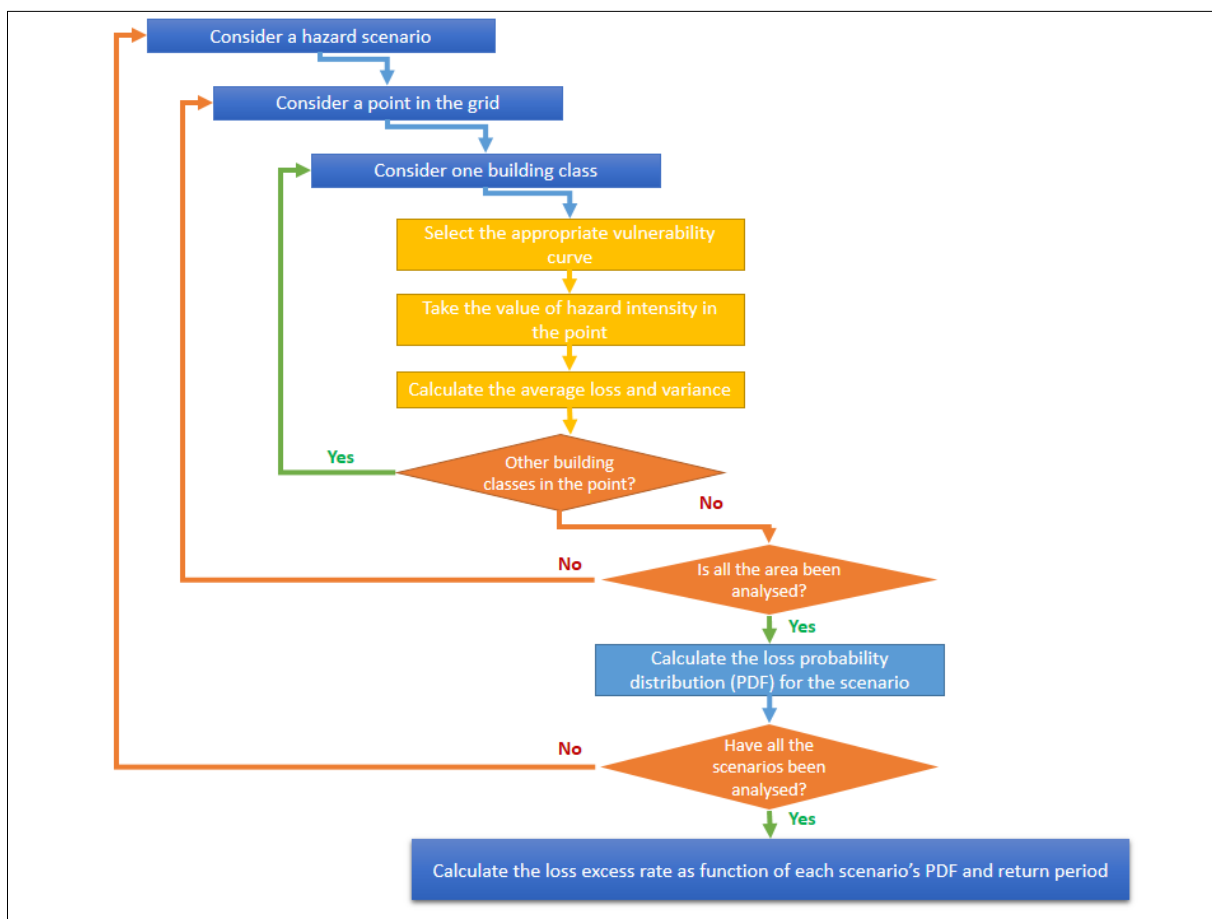 Consider a hazard scenario
Consider a point in the grid
Consider one building class
Select the appropriate vulnerability
curve
Take the value of hazard intensity in
the point
Calculate the average loss and variance
Yes
Other building
classes in the point?
No
No
Is all the area been
analysed?
Yes
Calculate the loss probability
distribution (PDF) for the scenario
No
Have all the
scenarios been
analysed?
Yes
Calculate the loss excess rate as function of each scenario's PDF and return period